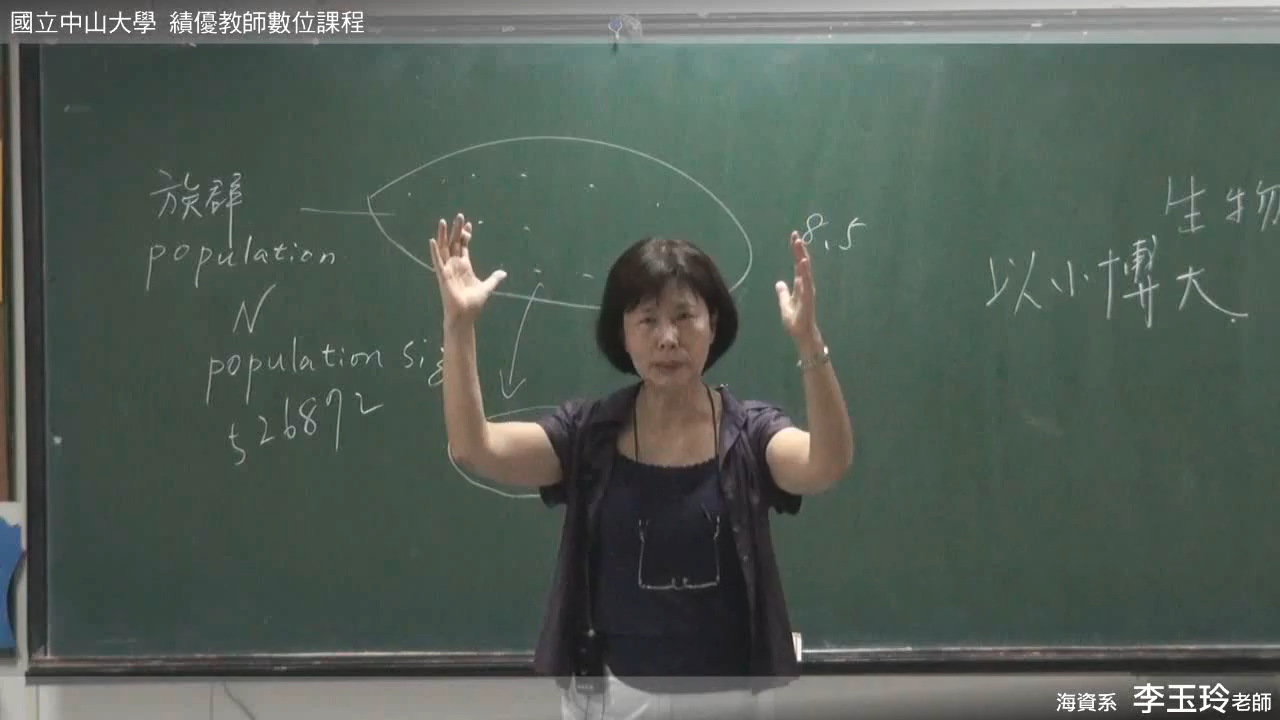 國立中山大學 績優教師數位課程
族群
population
N
population siz
526872
8.5
生物
以小博大.
海資系 李玉玲老師